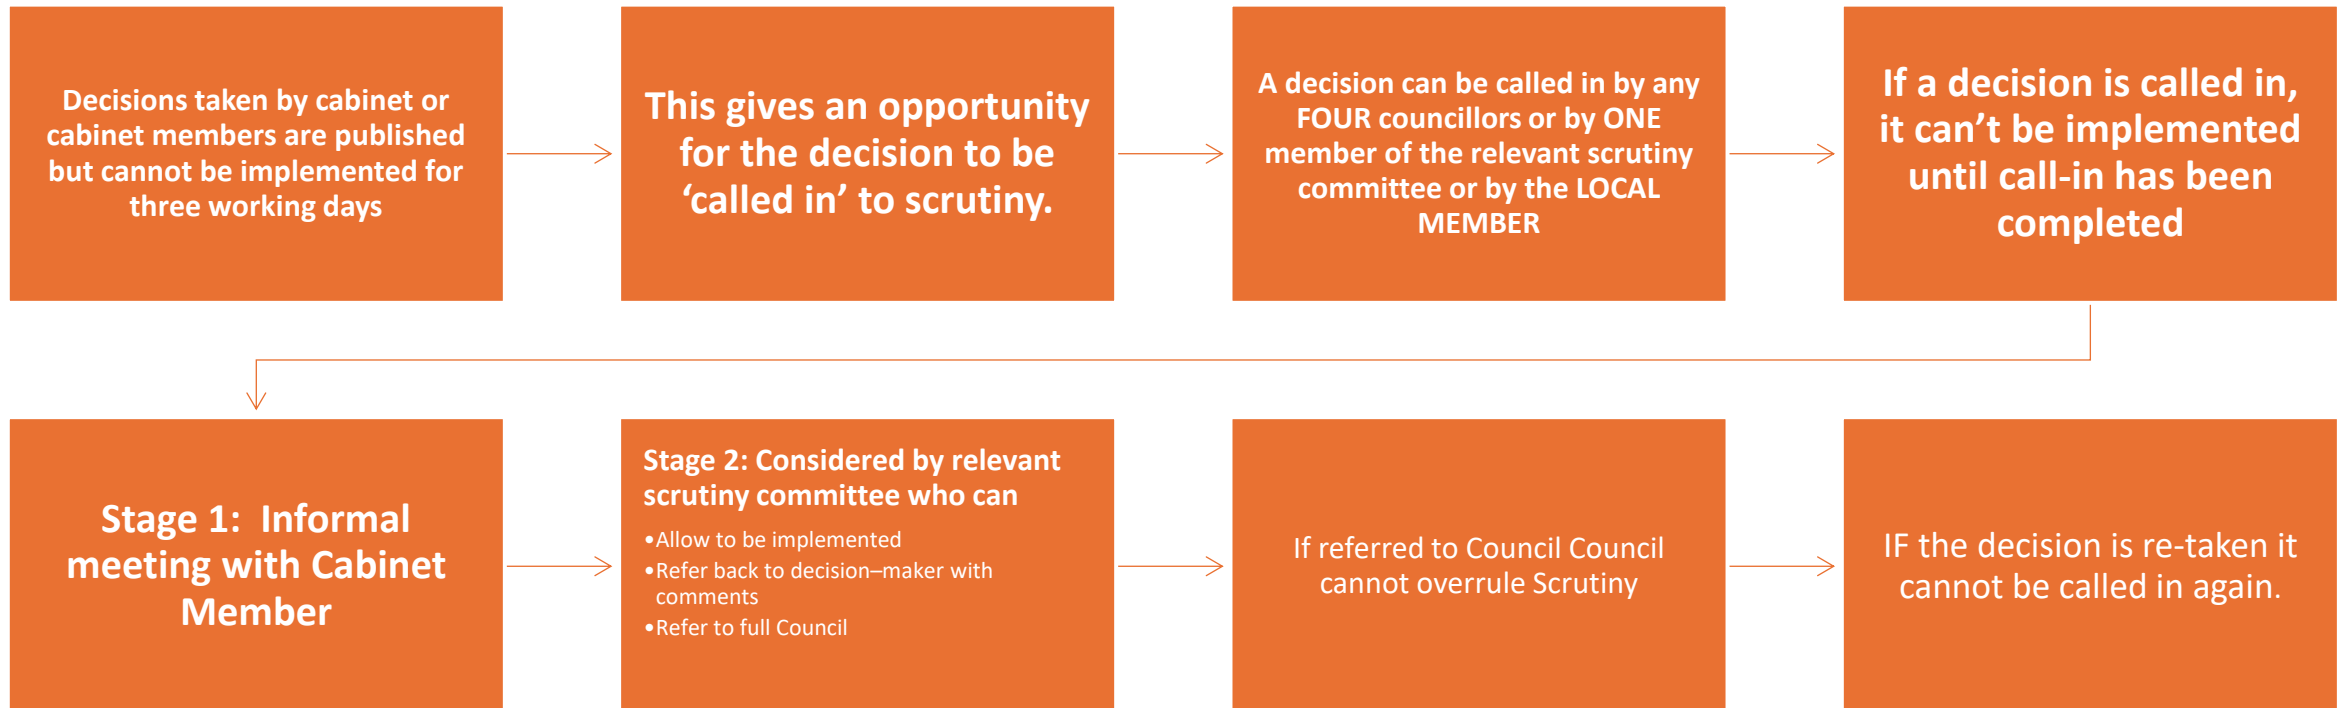 Decisions taken by cabinet or
cabinet members are published
but cannot be implemented for
three working days
This gives an opportunity
for the decision to be
‘called in’ to scrutiny.
A decision can be called in by any
FOUR councillors or by ONE
member of the relevant scrutiny
committee or by the LOCAL
MEMBER
If a decision is called in,
it can’t be implemented
until call-in has been
completed
Stage 1:  Informal
meeting with Cabinet
Member
Stage 2: Considered by relevant
scrutiny committee who can
•Allow to be implemented
•Refer back to decision–maker with
comments
•Refer to full Council
If referred to Council Council
cannot overrule Scrutiny
IF the decision is re-taken it
cannot be called in again.